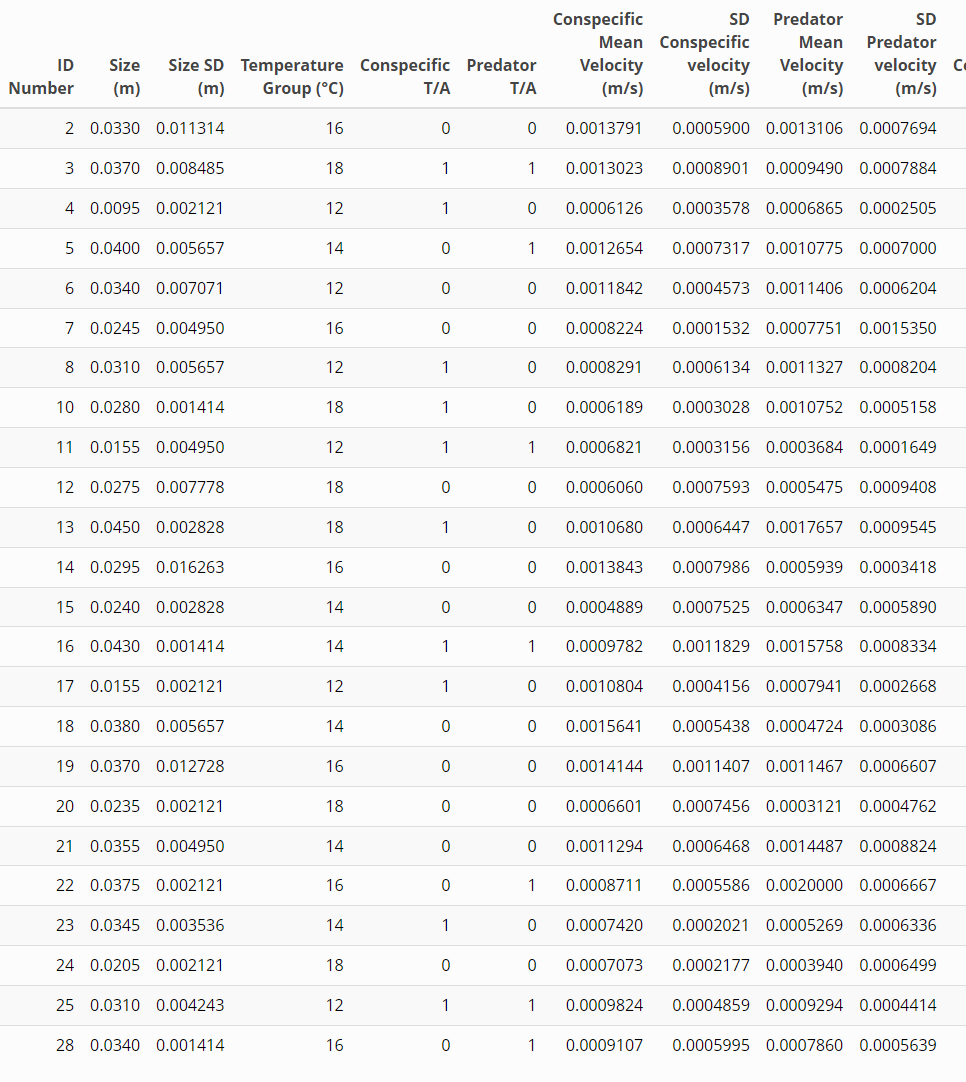 Conspecific SD Predator SD
Mean Conspecific Mean Predator
ID Size Size SD Temperature Conspecific Predator Velocity velocity Velocity velocity
Number (m) (m) Group (°C) T/A T/A (m/s) (m/s) (m/s) (m/s)
2 0.0330 0.011314 16 0 0 0.0013791 0.0005900 0.0013106 0.0007694
3 0.0370 0.008485 18 1 1 0.0013023 0.0008901 0.0009490 0.0007884
4 0.0095 0.002121 12 1 0 0.0006126 0.0003578 0.0006865 0.0002505
5 0.0400 0.005657 14 0 1 0.0012654 0.0007317 0.0010775 0.0007000
6 0.0340 0.007071 12 0 0 0.0011842 0.0004573 0.0011406 0.0006204
7 0.0245 0.004950 16 0 0 0.0008224 0.0001532 0.0007751 0.0015350
8 0.0310 0.005657 12 1 0 0.0008291 0.0006134 0.0011327 0.0008204
10 0.0280 0.001414 18 1 0 0.0006189 0.0003028 0.0010752 0.0005158
11 0.0155 0.004950 12 1 1 0.0006821 0.0003156 0.0003684 0.0001649
12 0.0275 0.007778 18 0 0 0.0006060 0.0007593 0.0005475 0.0009408
13 0.0450 0.002828 18 1 0 0.0010680 0.0006447 0.0017657 0.0009545
14 0.0295 0.016263 16 0 0 0.0013843 0.0007986 0.0005939 0.0003418
15 0.0240 0.002828 14 0 0 0.0004889 0.0007525 0.0006347 0.0005890
16 0.0430 0.001414 14 1 1 0.0009782 0.0011829 0.0015758 0.0008334
17 0.0155 0.002121 12 1 0 0.0010804 0.0004156 0.0007941 0.0002668
18 0.0380 0.005657 14 0 0 0.0015641 0.0005438 0.0004724 0.0003086
19 0.0370 0.012728 16 0 0 0.0014144 0.0011407 0.0011467 0.0006607
20 0.0235 0.002121 18 0 0 0.0006601 0.0007456 0.0003121 0.0004762
21 0.0355 0.004950 14 0 0 0.0011294 0.0006468 0.0014487 0.0008824
22 0.0375 0.002121 16 0 1 0.0008711 0.0005586 0.0020000 0.0006667
23 0.0345 0.003536 14 1 0 0.0007420 0.0002021 0.0005269 0.0006336
24 0.0205 0.002121 18 0 0 0.0007073 0.0002177 0.0003940 0.0006499
25 0.0310 0.004243 12 1 1 0.0009824 0.0004859 0.0009294 0.0004414
28 0.0340 0.001414 16 0 1 0.0009107 0.0005995 0.0007860 0.0005639